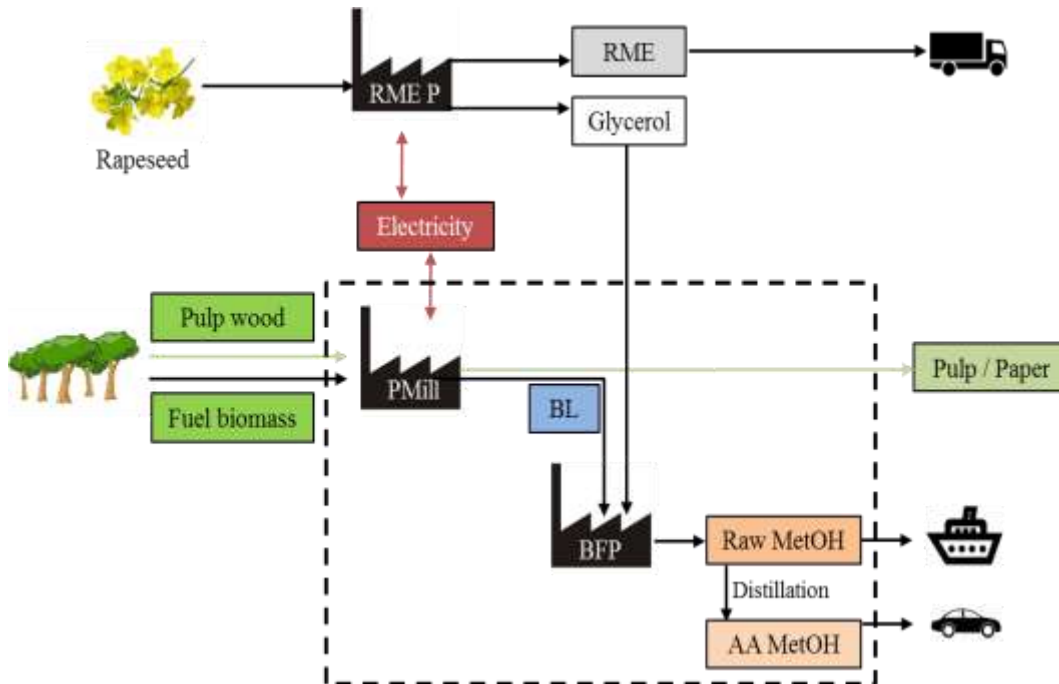 RME
RME P
Glycerol
Rapeseed
Electricity
Pulp wood
PMill
Pulp / Paper
BL
Fuel biomass
BFP
Raw MetOH
Distillation
AA MetOH